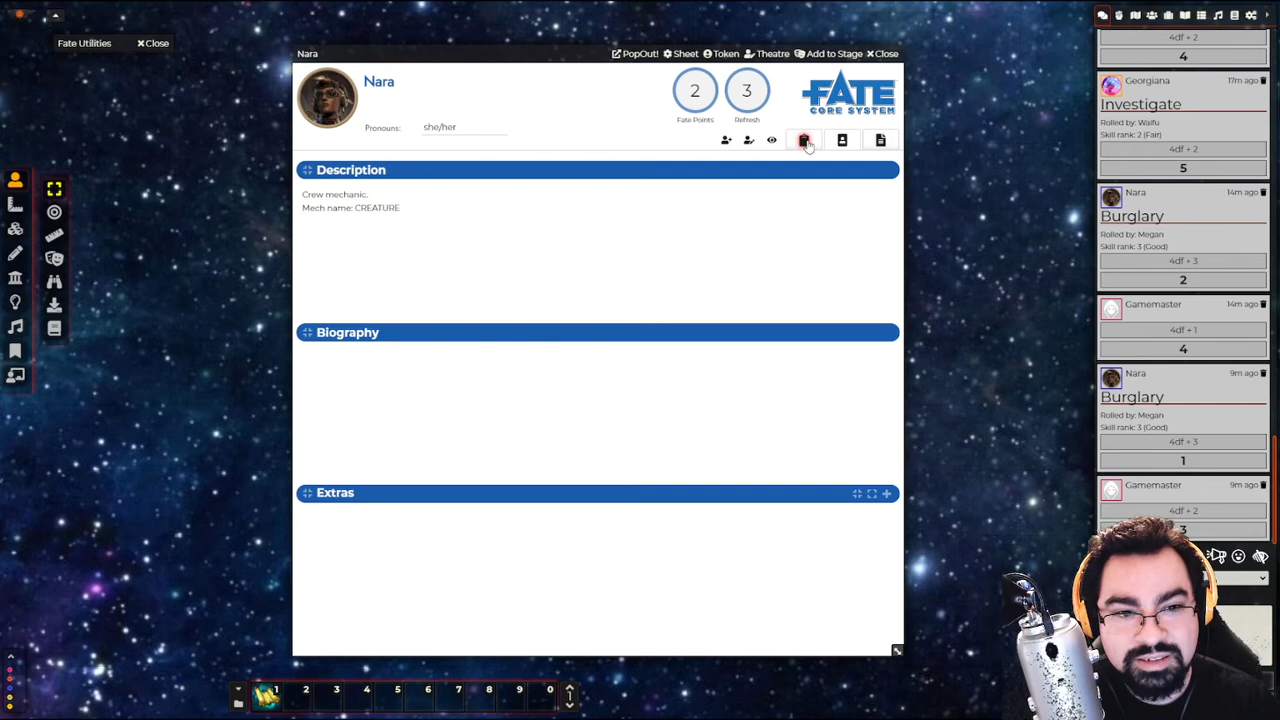 Fate Utilities
Close
Nara
PopOut!
Sheet
Token
Theatre
Add to Stage
Close
Nara
Pronouns:
she/her
2
Fate Points
3
Refresh
FATE
CORE SYSTEM
Description
Crew mechanic.
Mech name: CREATURE
Biography
Extras
4df + 2
4
Georgiana
17m ago
Investigate
Rolled by: Waifu
Skill rank: 2 (Fair)
4df + 2
5
Nara
14m ago
Burglary
Rolled by: Megan
Skill rank: 3 (Good)
4df + 3
2
Gamemaster
14m ago
4df + 1
4
Nara
9m ago
Burglary
Rolled by: Megan
Skill rank: 3 (Good)
4df + 3
1
Gamemaster
9m ago
4df + 2
3
1
2
3
4
5
6
7
8
9
0
1